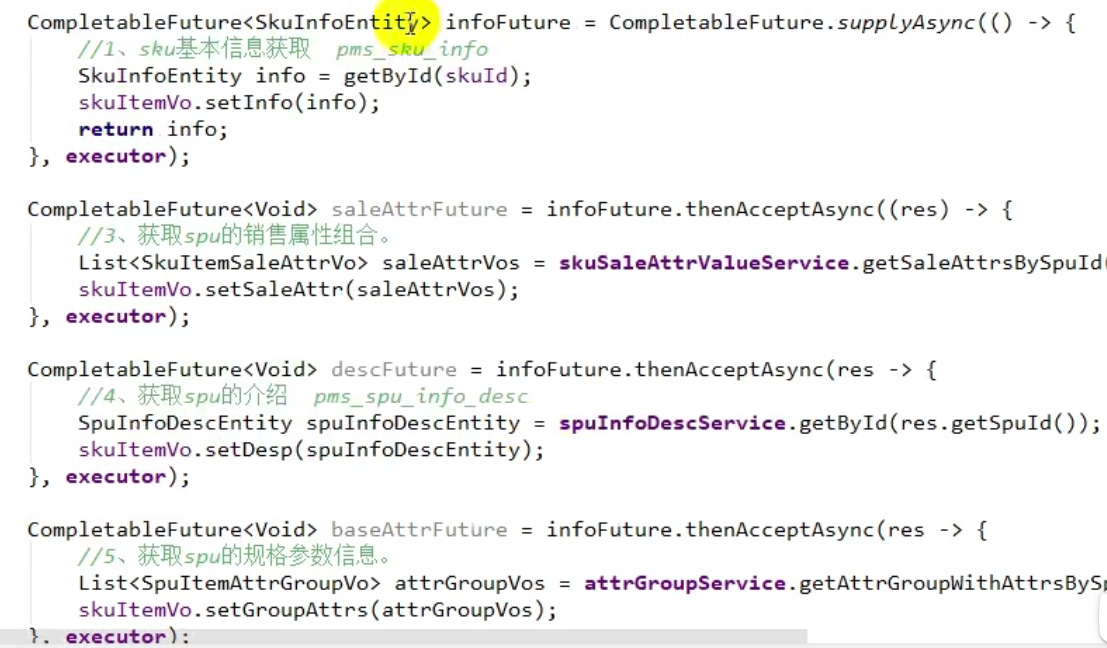 CompletableFuture<SkuInfoEntity> infoFuture = CompletableFuture.supplyAsync(() -> {
//1、sku基本信息获取 pms_sku_info
SkuInfoEntity info = getById(skuId);
skuItemVo.setInfo(info);
return info;
}, executor);
CompletableFuture<Void> saleAttrFuture = infoFuture.thenAcceptAsync((res) -> {
//3、获取spu的销售属性组合。
List<SkuItemSaleAttrVo> saleAttrVos = skuSaleAttrValueService.getSaleAttrsBySpuId(
skuItemVo.setSaleAttr(saleAttrVos);
}, executor);
CompletableFuture<Void> descFuture = infoFuture.thenAcceptAsync(res -> {
//4、获取spu的介绍 pms_spu_info_desc
SpuInfoDescEntity spuInfoDescEntity = spuInfoDescService.getById(res.getSpuId());
skuItemVo.setDesp(spuInfoDescEntity);
}, executor);
CompletableFuture<Void> baseAttrFuture = infoFuture.thenAcceptAsync(res -> {
//5、获取spu的规格参数信息。
List<SpuItemAttrGroupVo> attrGroupVos = attrGroupService.getAttrGroupWithAttrsBySp
skuItemVo.setGroupAttrs(attrGroupVos);
}, executor);